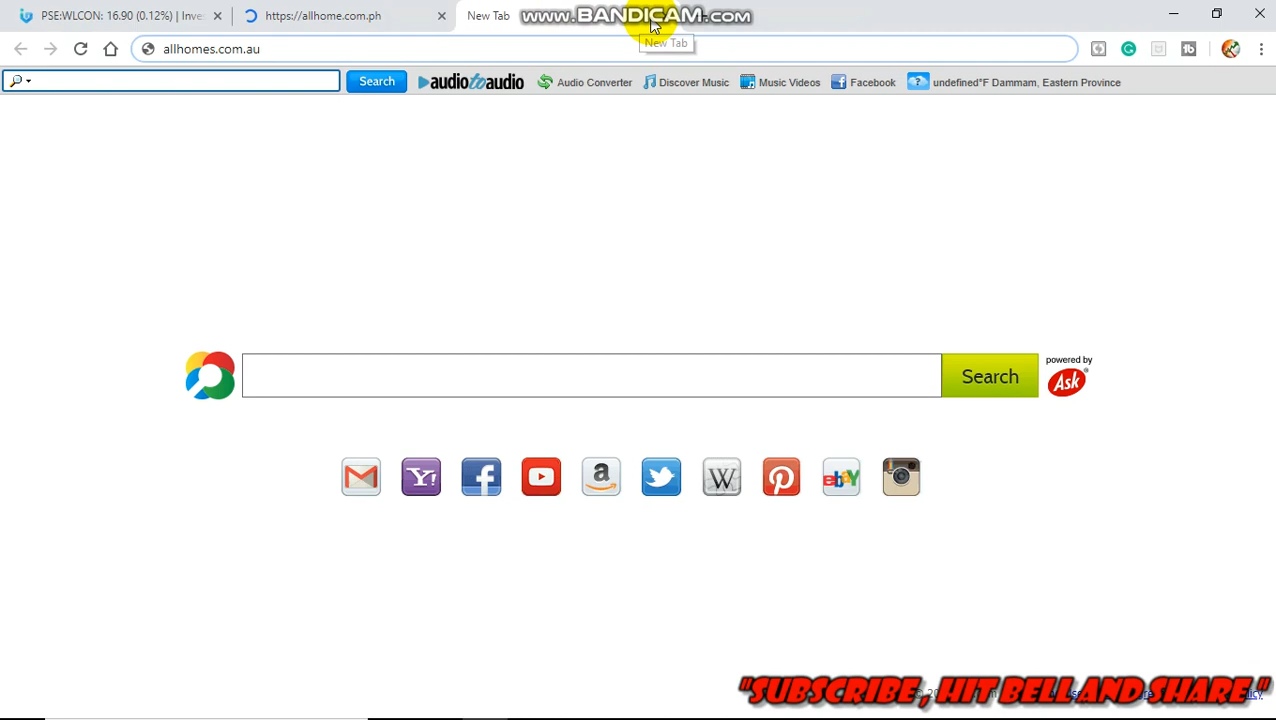 PSE:WLCON: 16.90 (0.12%) | Inve
https://allhome.com.ph
New Tab
WWW.BANDICAM.COM
New Tab
allhomes.com.au
Search
audiotoaudio
Audio Converter
Discover Music
Music Videos
Facebook
undefined°F Dammam, Eastern Province
Search
powered by
Ask
"SUBSCRIBE, HIT BELL AND SHARE"